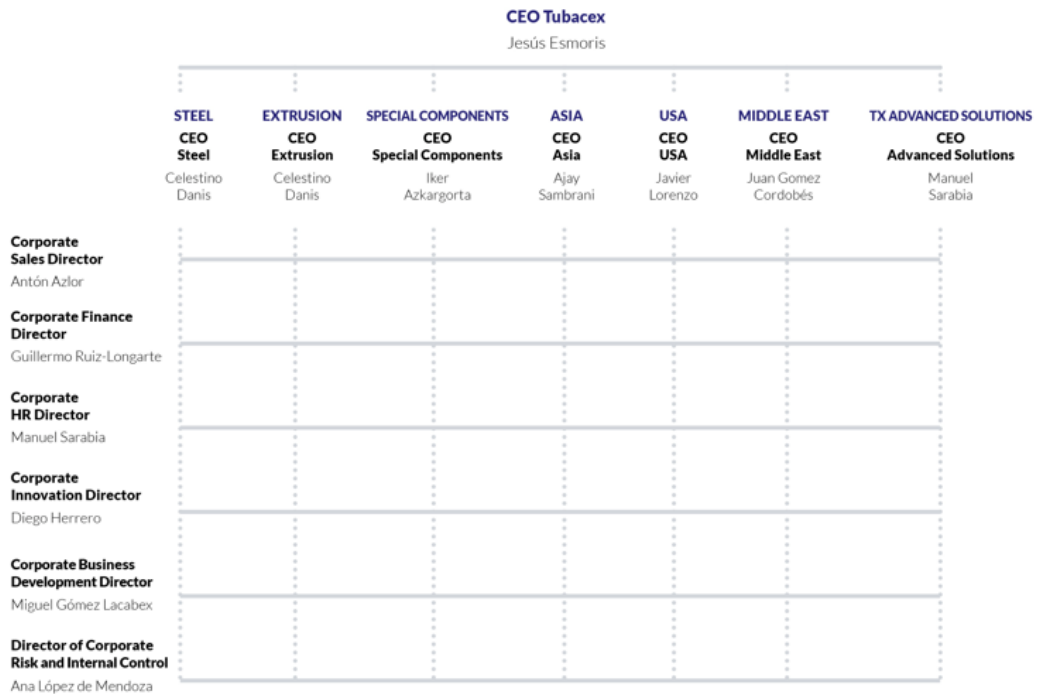 CEO Tubacex
Jesús Esmoris
STEEL
CEO
Steel
Celestino
Danis
EXTRUSION
CEO
Extrusion
Celestino
Danis
SPECIAL COMPONENTS
CEO
Special Components
Iker
Azkargorta
ASIA
CEO
Asia
Ajay
Sambrani
USA
CEO
USA
Javier
Lorenzo
MIDDLE EAST
CEO
Middle East
Juan Gomez
Cordobés
TX ADVANCED SOLUTIONS
CEO
Advanced Solutions
Manuel
Sarabia
Corporate
Sales Director
Antón Azlor
Corporate Finance
Director
Guillermo Ruiz-Longarte
Corporate
HR Director
Manuel Sarabia
Corporate
Innovation Director
Diego Herrero
Corporate Business
Development Director
Miguel Gómez Lacabex
Director of Corporate
Risk and Internal Control
Ana López de Mendoza